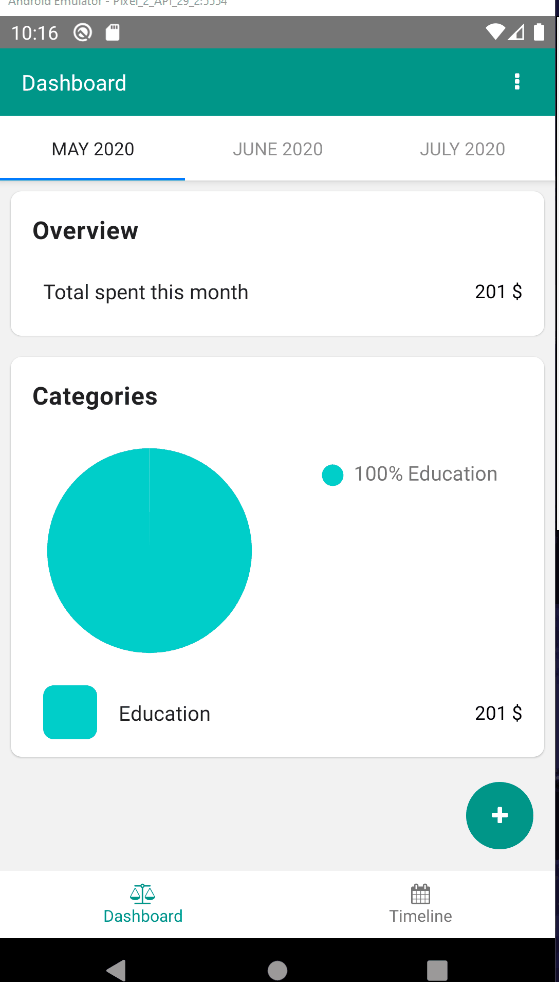 Android Emulator - Pixel_2_API_29_2:5554
10:16
Dashboard
MAY 2020 JUNE 2020 JULY 2020
Overview
Total spent this month 201 $
Categories
100% Education
Education 201 $
Dashboard Timeline